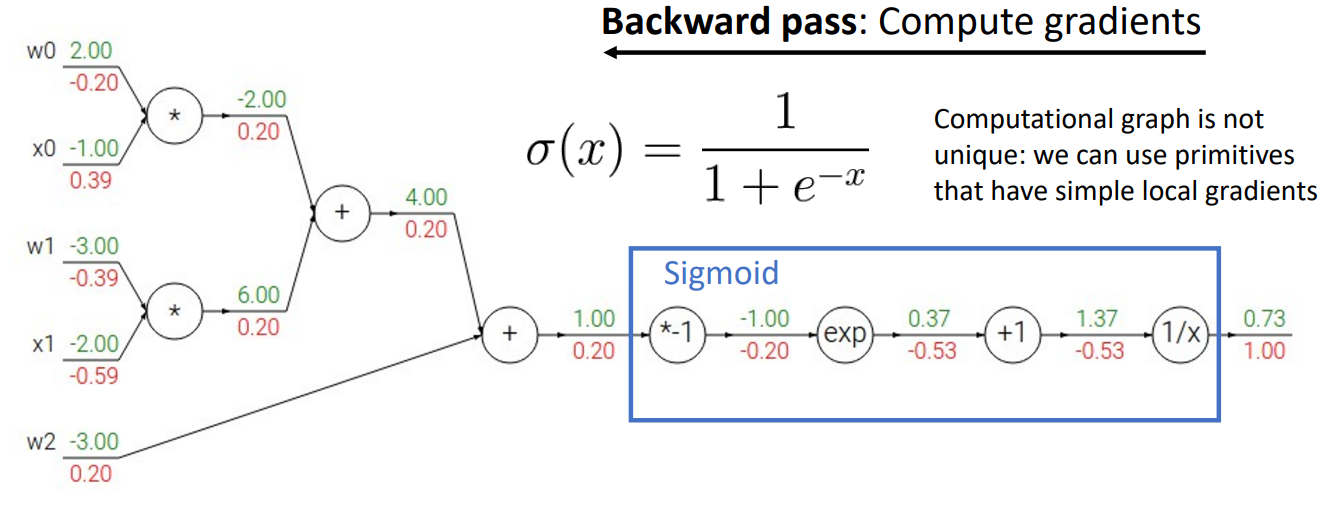 Backward pass: Compute gradients
σ(x) = 1 / (1 + e^{-x})
Computational graph is not
unique: we can use primitives
that have simple local gradients
w0 2.00
-0.20
*
-2.00
0.20
x0 -1.00
0.39
+
4.00
0.20
w1 -3.00
-0.39
*
6.00
0.20
x1 -2.00
-0.59
w2 -3.00
0.20
+
1.00
0.20
Sigmoid
*-1
-1.00
-0.20
exp
0.37
-0.53
+1
1.37
-0.53
1/x
0.73
1.00